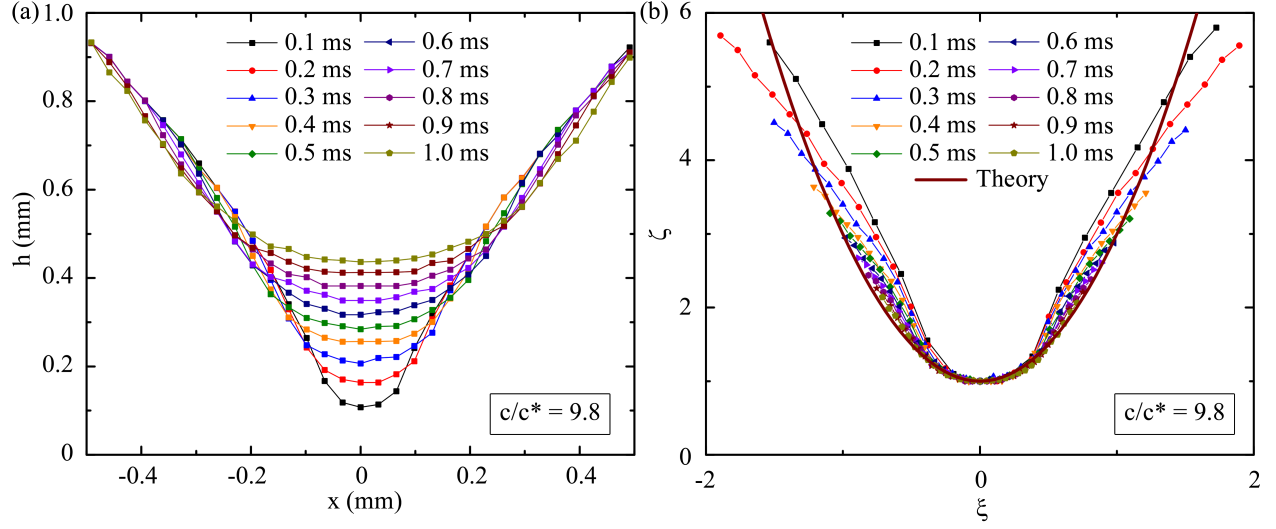 (a)
h (mm)
1.0
0.8
0.6
0.4
0.2
0
-0.4
-0.2
0
0.2
0.4
x (mm)
0.1 ms
0.2 ms
0.3 ms
0.4 ms
0.5 ms
0.6 ms
0.7 ms
0.8 ms
0.9 ms
1.0 ms
c/c* = 9.8
(b)
ζ
6
4
2
0
-2
0
2
ξ
0.1 ms
0.2 ms
0.3 ms
0.4 ms
0.5 ms
0.6 ms
0.7 ms
0.8 ms
0.9 ms
1.0 ms
Theory
c/c* = 9.8